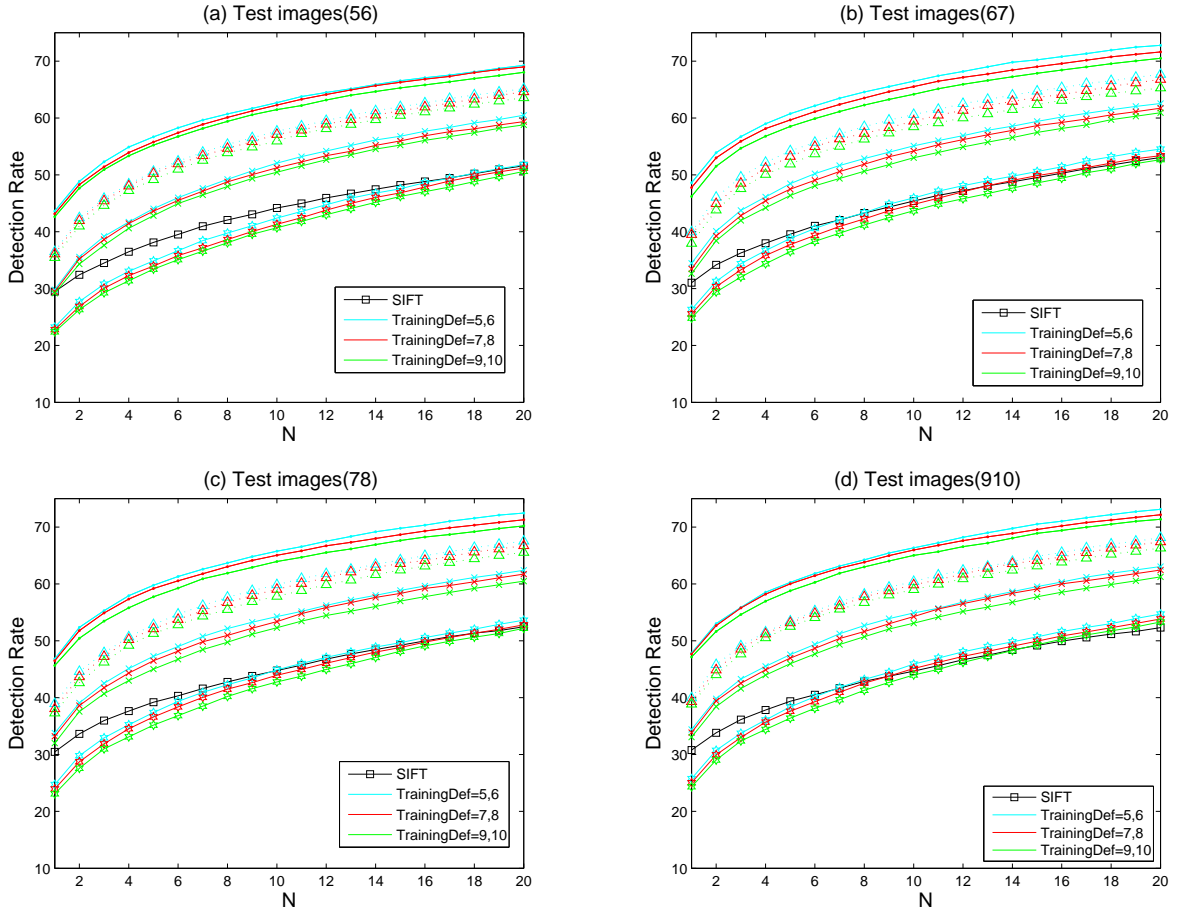 (a) Test images(56)
Detection Rate
70
60
50
40
30
20
10
2 4 6 8 10 12 14 16 18 20
N
SIFT
TrainingDef=5,6
TrainingDef=7,8
TrainingDef=9,10
(b) Test images(67)
Detection Rate
70
60
50
40
30
20
10
2 4 6 8 10 12 14 16 18 20
N
SIFT
TrainingDef=5,6
TrainingDef=7,8
TrainingDef=9,10
(c) Test images(78)
Detection Rate
70
60
50
40
30
20
10
2 4 6 8 10 12 14 16 18 20
N
SIFT
TrainingDef=5,6
TrainingDef=7,8
TrainingDef=9,10
(d) Test images(910)
Detection Rate
70
60
50
40
30
20
10
2 4 6 8 10 12 14 16 18 20
N
SIFT
TrainingDef=5,6
TrainingDef=7,8
TrainingDef=9,10